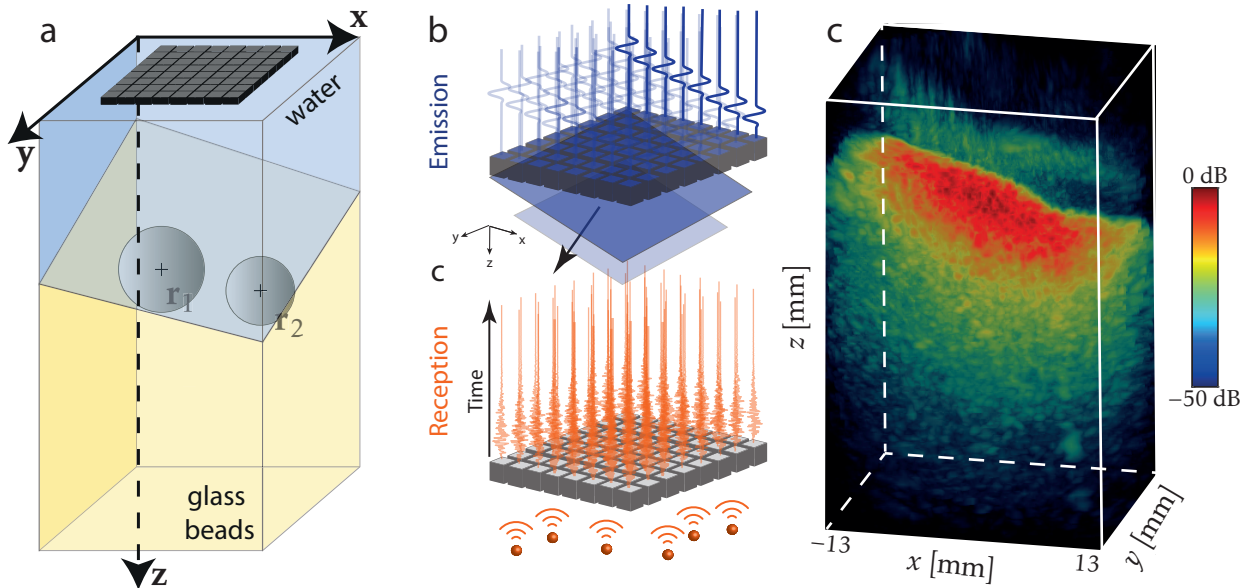 a
x
y
z
water
r1
r2
glass
beads
b
Emission
y
x
z
c
Reception
Time
c
z [mm]
−13
x [mm]
13
y [mm]
0 dB
−50 dB